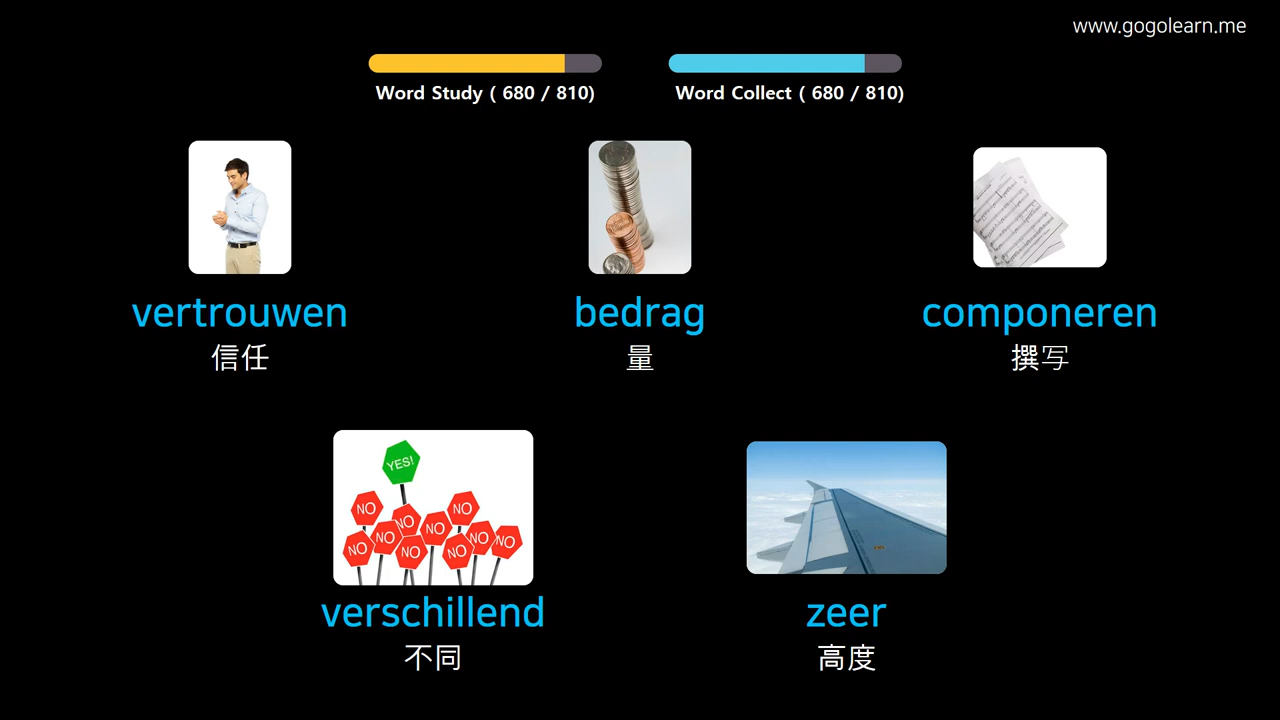 www.gogolearn.me
Word Study ( 680 / 810)
Word Collect ( 680 / 810)
vertrouwen
信任
bedrag
量
componeren
撰写
YES!
NO
NO
NO
NO
NO
NO
NO
NO
NO
NO
verschillend
不同
zeer
高度